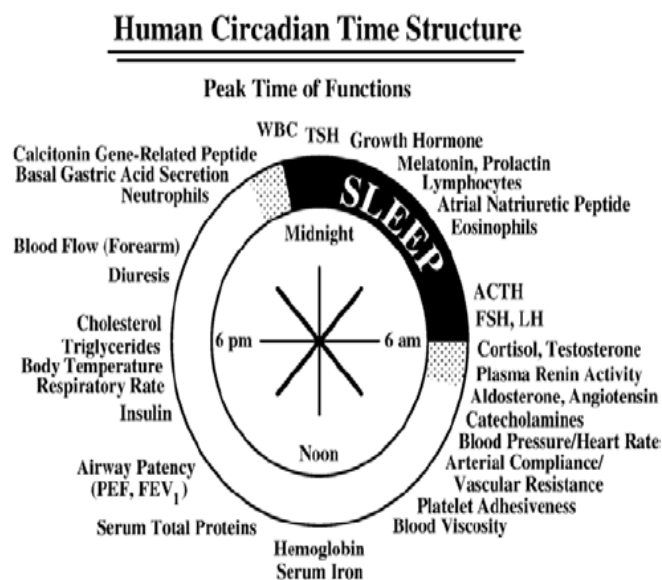 Human Circadian Time Structure
Peak Time of Functions
WBC
TSH
Growth Hormone
Melatonin, Prolactin
Lymphocytes
Atrial Natriuretic Peptide
Eosinophils
ACTH
FSH, LH
Cortisol, Testosterone
Plasma Renin Activity
Aldosterone, Angiotensin
Catecholamines
Blood Pressure/Heart Rate
Arterial Compliance/
Vascular Resistance
Platelet Adhesiveness
Blood Viscosity
Hemoglobin
Serum Iron
Serum Total Proteins
Airway Patency
(PEF, FEV1)
Insulin
Respiratory Rate
Body Temperature
Triglycerides
Cholesterol
Diuresis
Blood Flow (Forearm)
Neutrophils
Basal Gastric Acid Secretion
Calcitonin Gene-Related Peptide
SLEEP
Midnight
6 pm
6 am
Noon